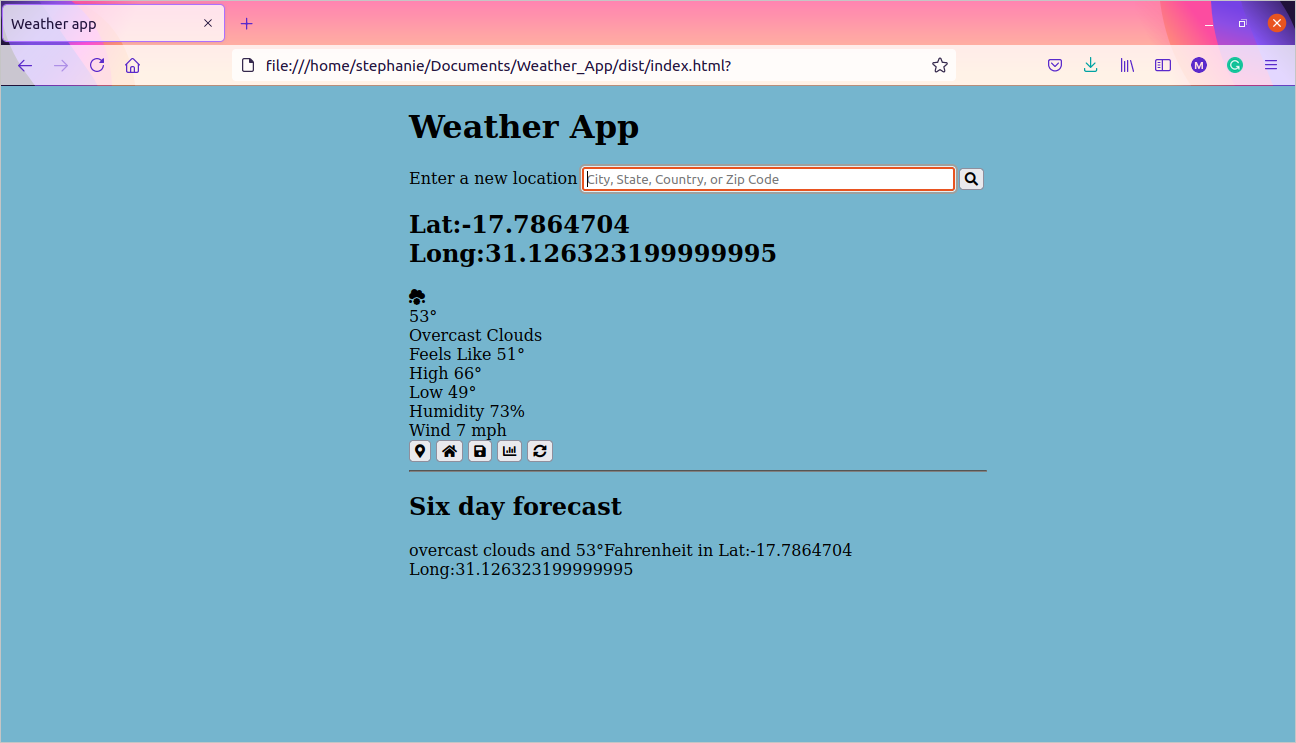 Weather app
file:///home/stephanie/Documents/Weather_App/dist/index.html?
M
Weather App
Enter a new location City, State, Country, or Zip Code
Lat:-17.7864704
Long:31.126323199999995
53°
Overcast Clouds
Feels Like 51°
High 66°
Low 49°
Humidity 73%
Wind 7 mph
Six day forecast
overcast clouds and 53°Fahrenheit in Lat:-17.7864704
Long:31.126323199999995